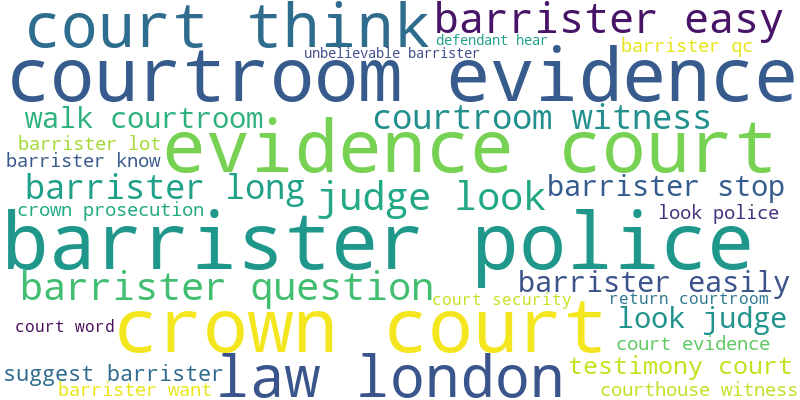 court think
barrister easy
defendant hear
barrister qc
unbelievable barrister
courtroom evidence
walk courtroom
courtroom witness
evidence court
barrister lot
barrister know
barrister long
judge look
barrister stop
crown prosecution
look police
barrister police
barrister question
barrister easily
court security
return courtroom
crown court
look judge
court word
court evidence
law london
testimony court
suggest barrister
barrister want
courthouse witness